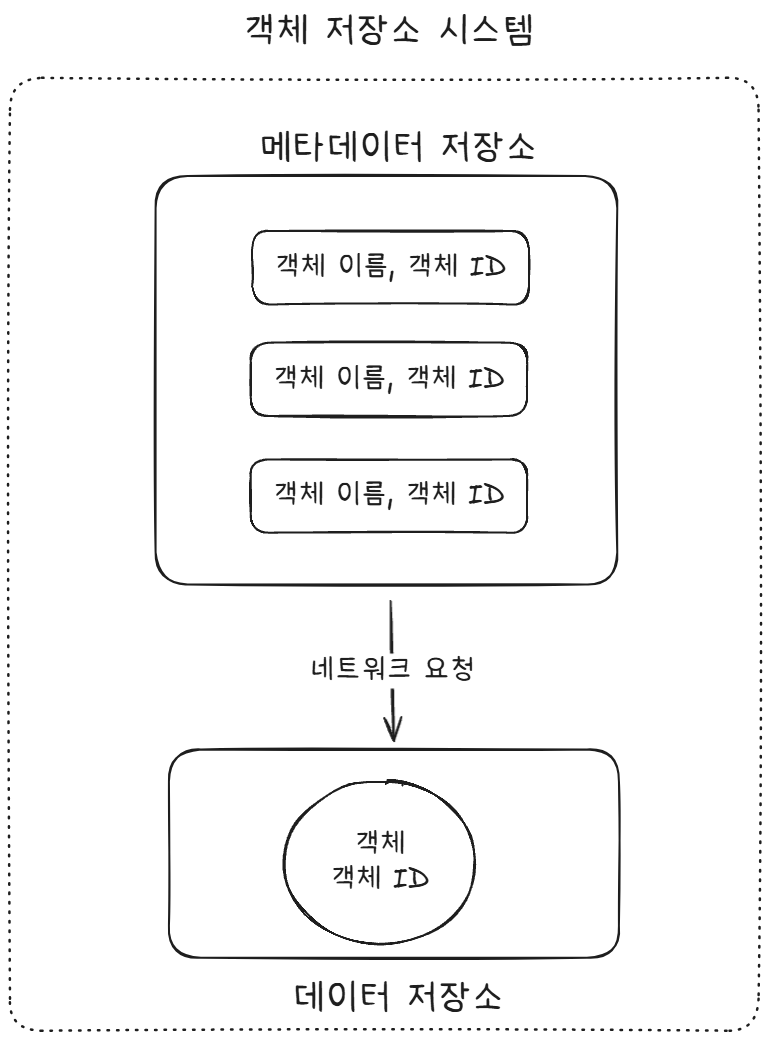 객체 저장소 시스템
메타데이터 저장소
객체 이름, 객체 ID
객체 이름, 객체 ID
객체 이름, 객체 ID
네트워크 요청
객체
객체 ID
데이터 저장소